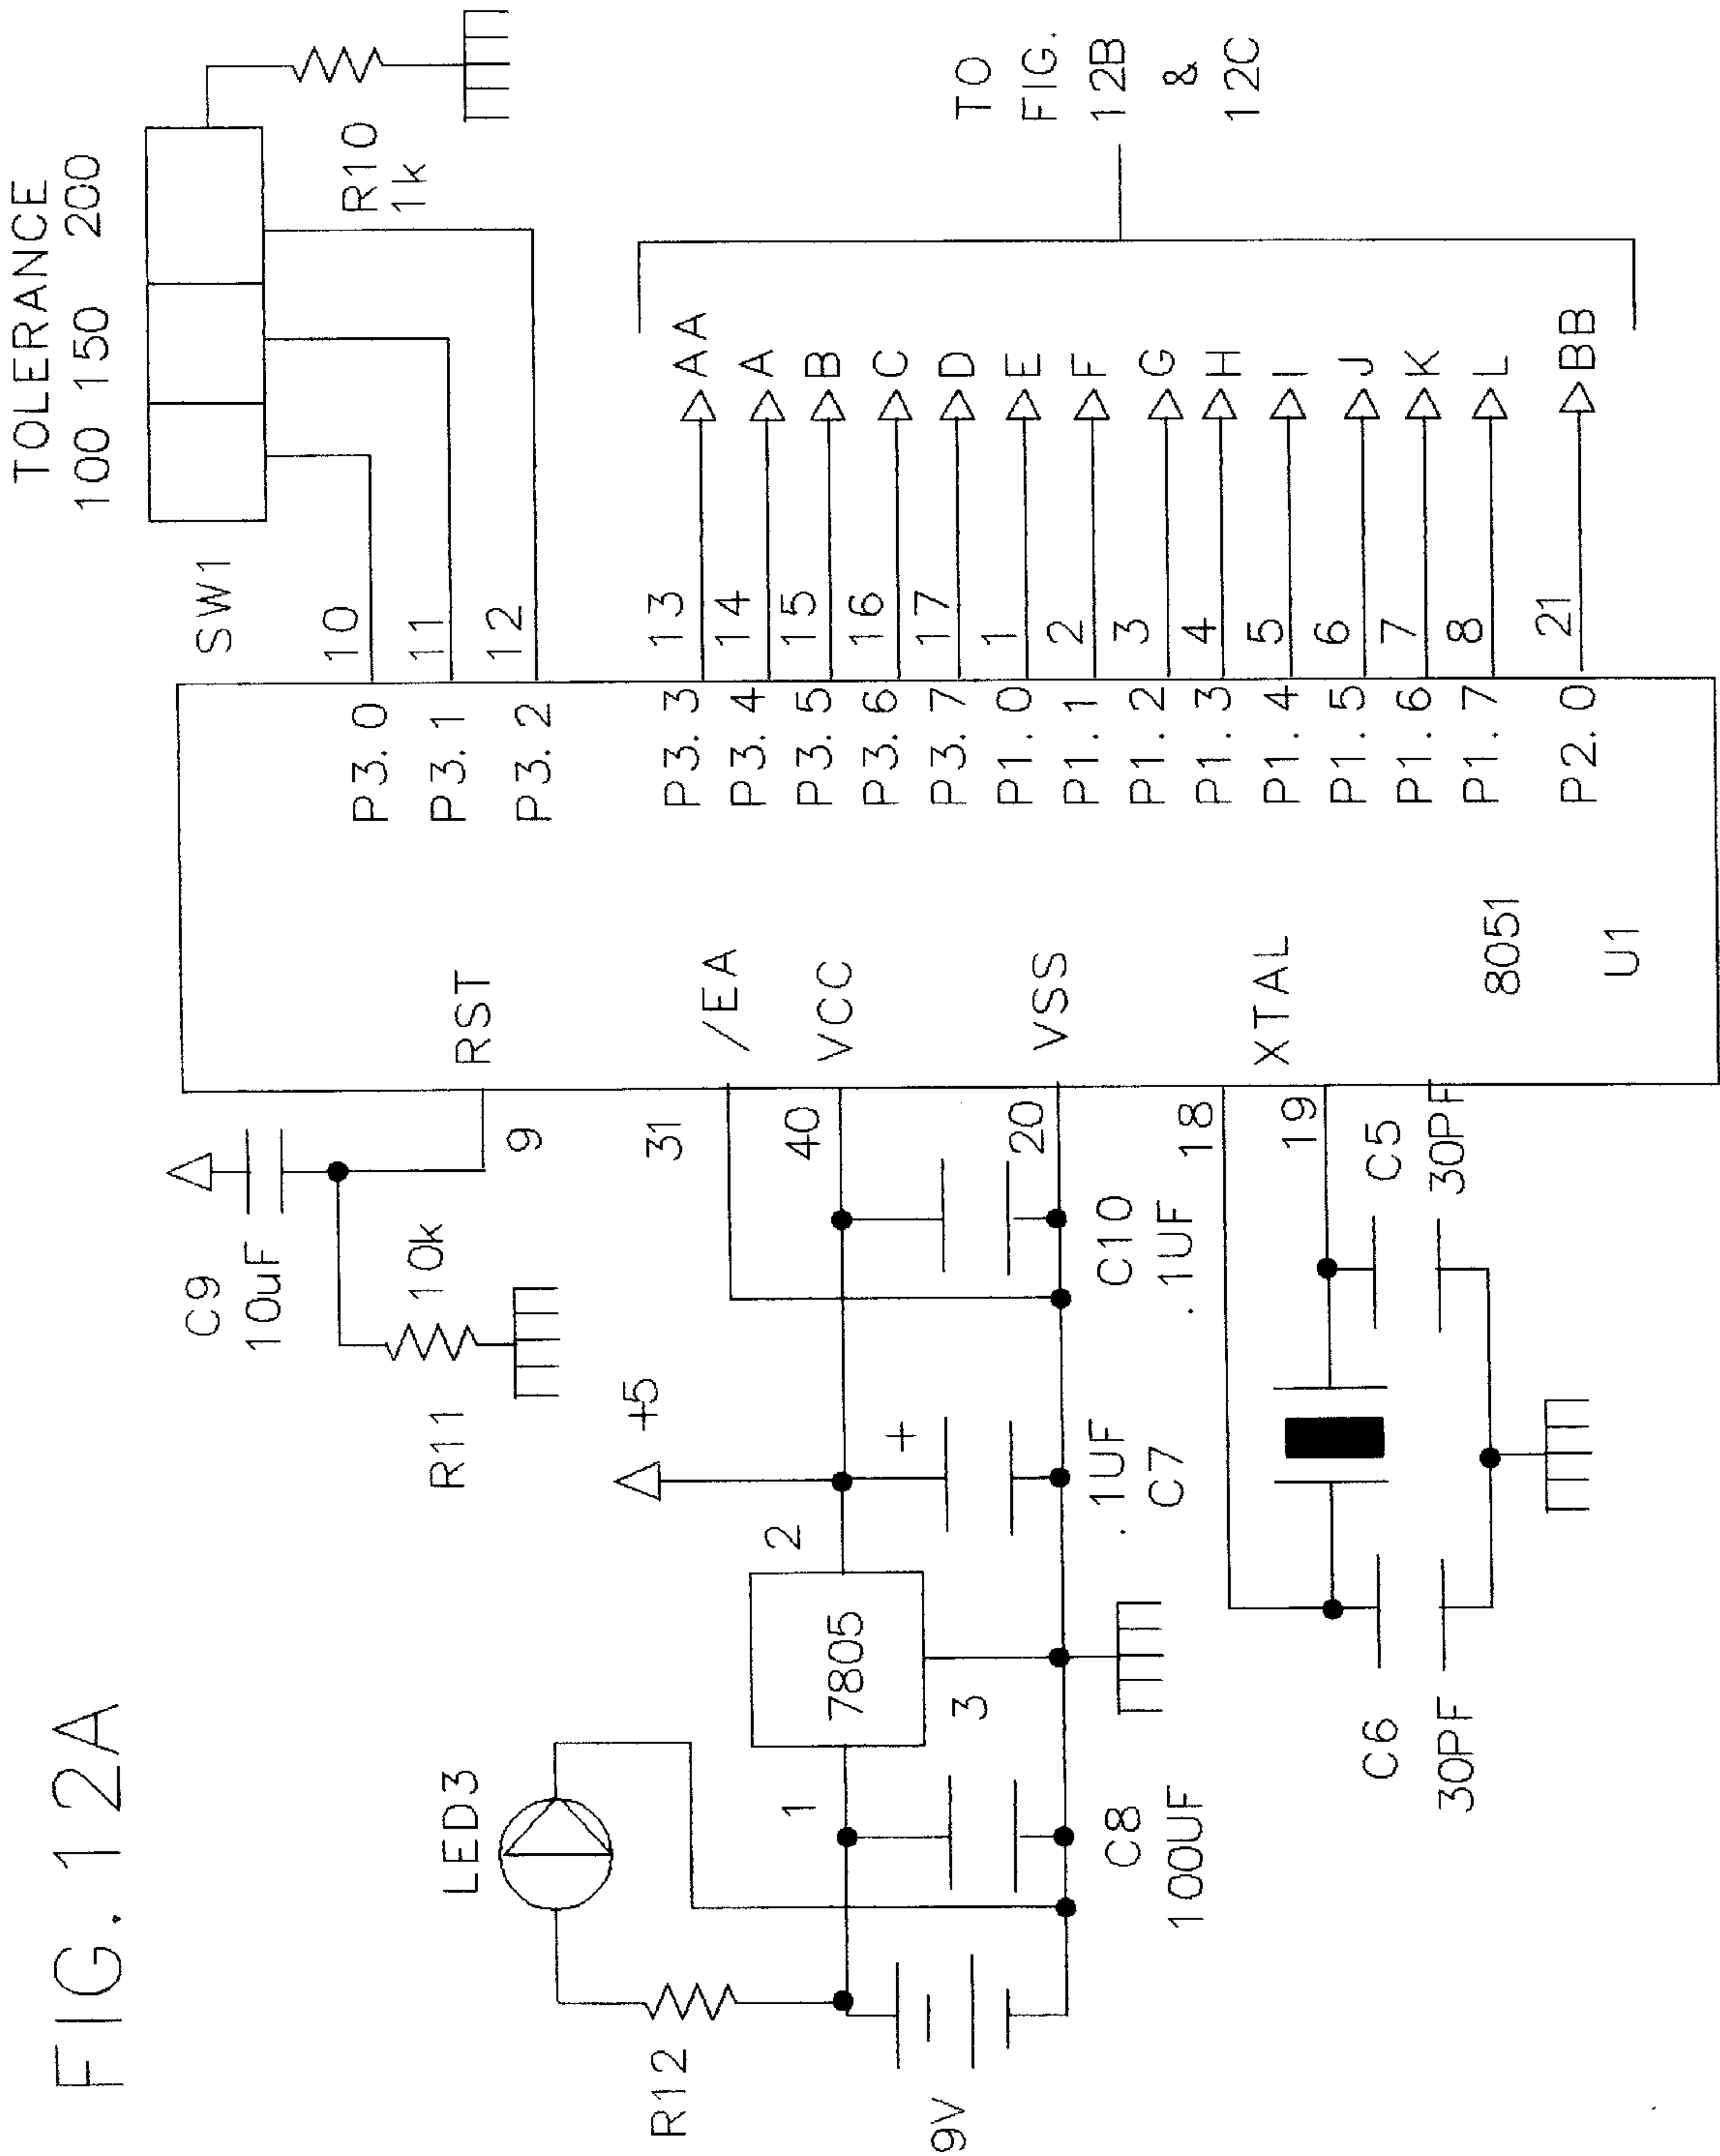 FIG. 12A
TOLERANCE
100 150 200
SW1
R10
1k
10
11
12
P3.0
P3.1
P3.2
13
14
15
16
17
1
2
3
4
5
6
7
8
21
P3.3
P3.4
P3.5
P3.6
P3.7
P1.0
P1.1
P1.2
P1.3
P1.4
P1.5
P1.6
P1.7
P2.0
AA
A
B
C
D
E
F
G
H
I
J
K
L
BB
TO
FIG.
12B
&
12C
RST
/EA
VCC
VSS
XTAL
8051
U1
9
31
40
20
18
19
C9
10uF
R11
10k
+5
+
LED3
R12
9V
7805
1
2
3
C8
100UF
.1UF
C7
C10
.1UF
C5
30PF
C6
30PF